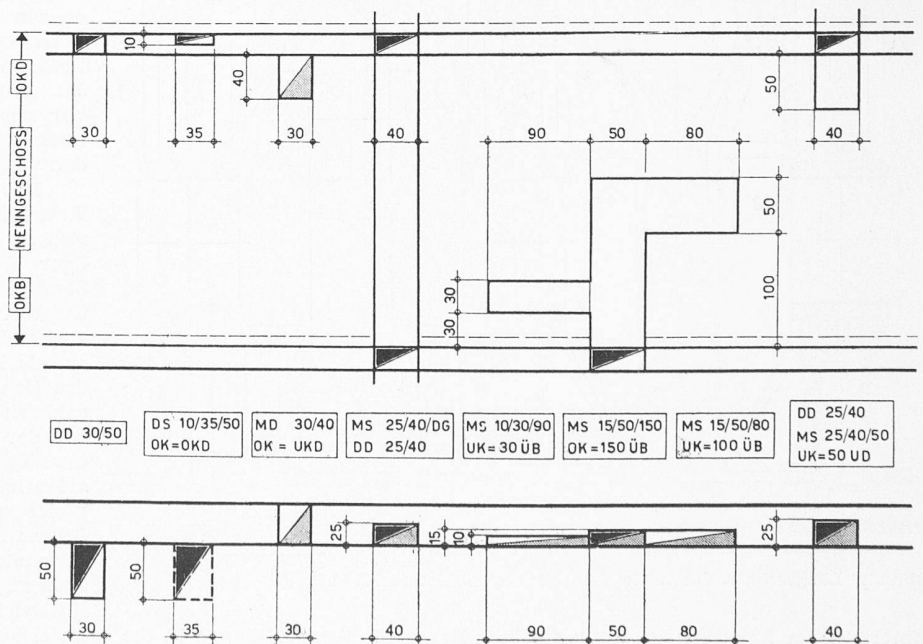 10
40
30
35
30
40
90
50
80
50
40
50
100
30
30
OKD
NENNGESCHOSS
OKB
DD 30/50
DS 10/35/50
OK=OKD
MD 30/40
OK = UKD
MS 25/40/DG
DD 25/40
MS 10/30/90
UK=30 ÜB
MS 15/50/150
OK=150 ÜB
MS 15/50/80
UK=100 ÜB
DD 25/40
MS 25/40/50
UK=50 UD
50
50
25
15
10
25
30
35
30
40
90
50
80
40